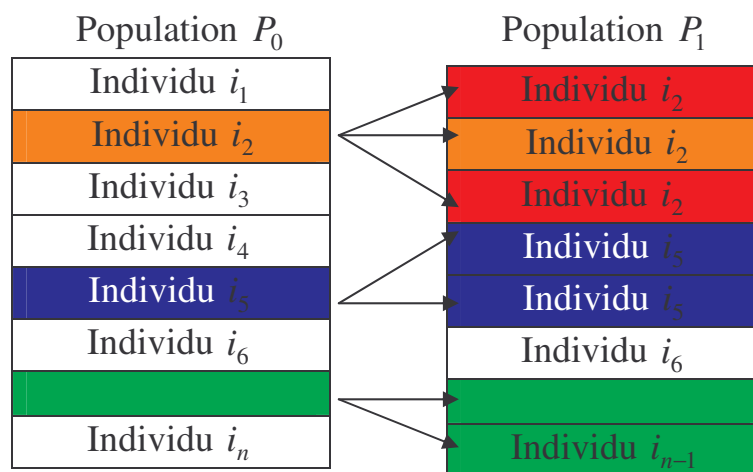 Population P₀
Individu i₁
Individu i₂
Individu i₃
Individu i₄
Individu i₅
Individu i₆
Individu iₙ
Population P₁
Individu i₂
Individu i₂
Individu i₂
Individu i₅
Individu i₅
Individu i₆
Individu iₙ₋₁